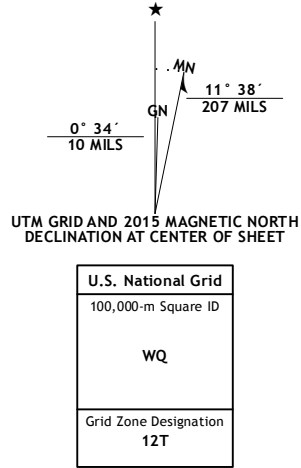 ★
MN
GN
11° 38´
207 MILS
0° 34´
10 MILS
UTM GRID AND 2015 MAGNETIC NORTH
DECLINATION AT CENTER OF SHEET
U.S. National Grid
100,000-m Square ID
WQ
Grid Zone Designation
12T